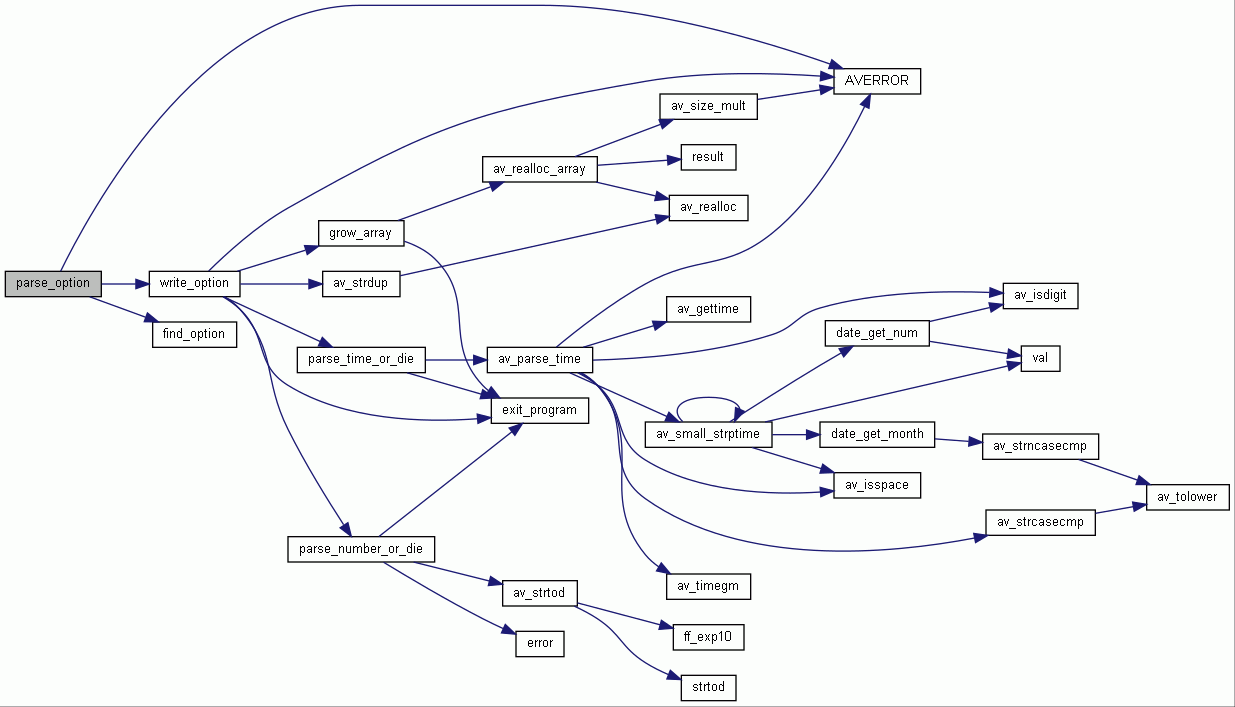 AVERROR
av_size_mult
result
av_realloc_array
av_realloc
grow_array
parse_option
write_option
av_strdup
av_isdigit
av_gettime
find_option
date_get_num
parse_time_or_die
av_parse_time
val
exit_program
av_small_strptime
date_get_month
av_strncasecmp
av_isspace
av_tolower
av_strcasecmp
parse_number_or_die
av_timegm
av_strtod
ff_exp10
error
strtod